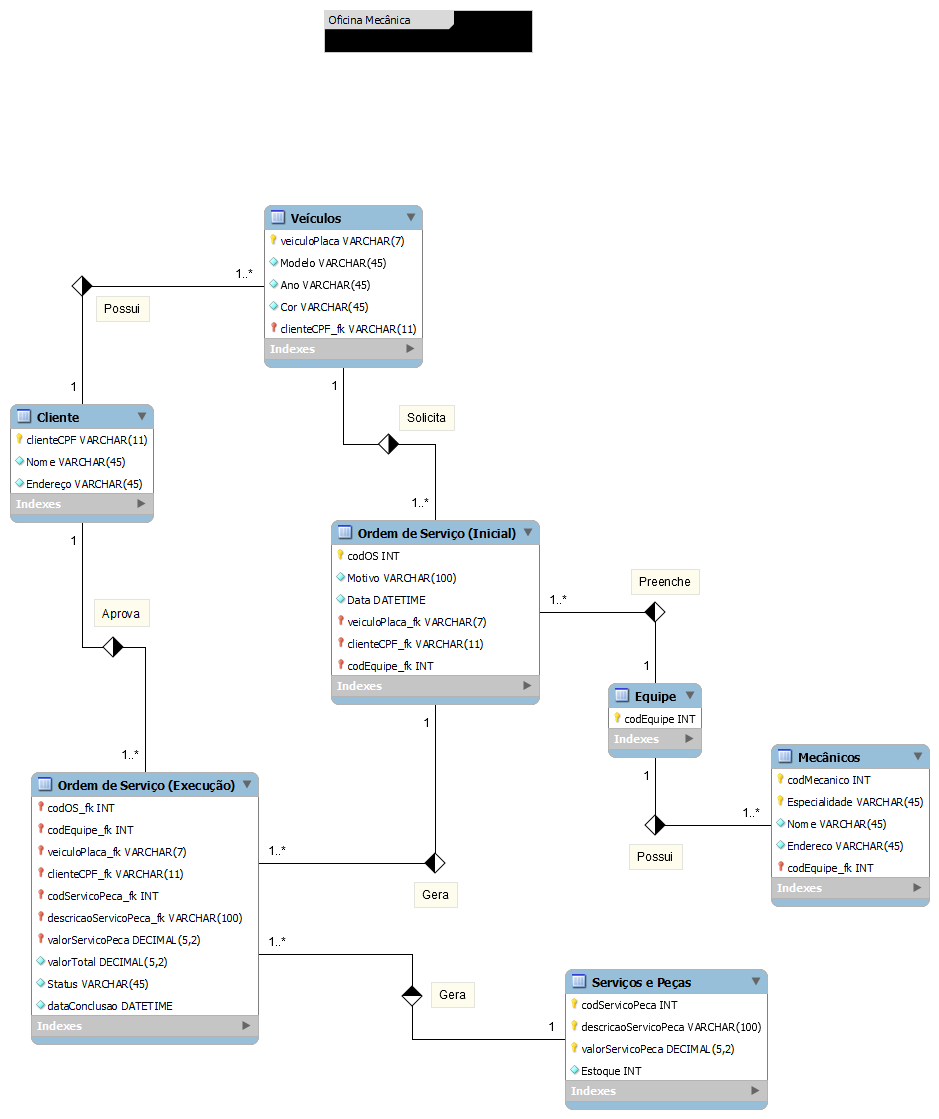 Oficina Mecânica
Veículos
veiculoPlaca VARCHAR(7)
Modelo VARCHAR(45)
Ano VARCHAR(45)
Cor VARCHAR(45)
clienteCPF_fk VARCHAR(11)
Indexes
1..*
Possui
1
1
Solicita
1..*
Cliente
clienteCPF VARCHAR(11)
Nome VARCHAR(45)
Endereço VARCHAR(45)
Indexes
1
Aprova
1..*
Ordem de Serviço (Inicial)
codOS INT
Motivo VARCHAR(100)
Data DATETIME
veiculoPlaca_fk VARCHAR(7)
clienteCPF_fk VARCHAR(11)
codEquipe_fk INT
Indexes
1..*
Preenche
1
Equipe
codEquipe INT
Indexes
1
Possui
1..*
Mecânicos
codMecanico INT
Especialidade VARCHAR(45)
Nome VARCHAR(45)
Endereco VARCHAR(45)
codEquipe_fk INT
Indexes
1
Gera
1..*
Ordem de Serviço (Execução)
codOS_fk INT
codEquipe_fk INT
veiculoPlaca_fk VARCHAR(7)
clienteCPF_fk VARCHAR(11)
codServicoPeca_fk INT
descricaoServicoPeca_fk VARCHAR(100)
valorServicoPeca DECIMAL(5,2)
valorTotal DECIMAL(5,2)
Status VARCHAR(45)
dataConclusao DATETIME
Indexes
1..*
Gera
1
Serviços e Peças
codServicoPeca INT
descricaoServicoPeca VARCHAR(100)
valorServicoPeca DECIMAL(5,2)
Estoque INT
Indexes